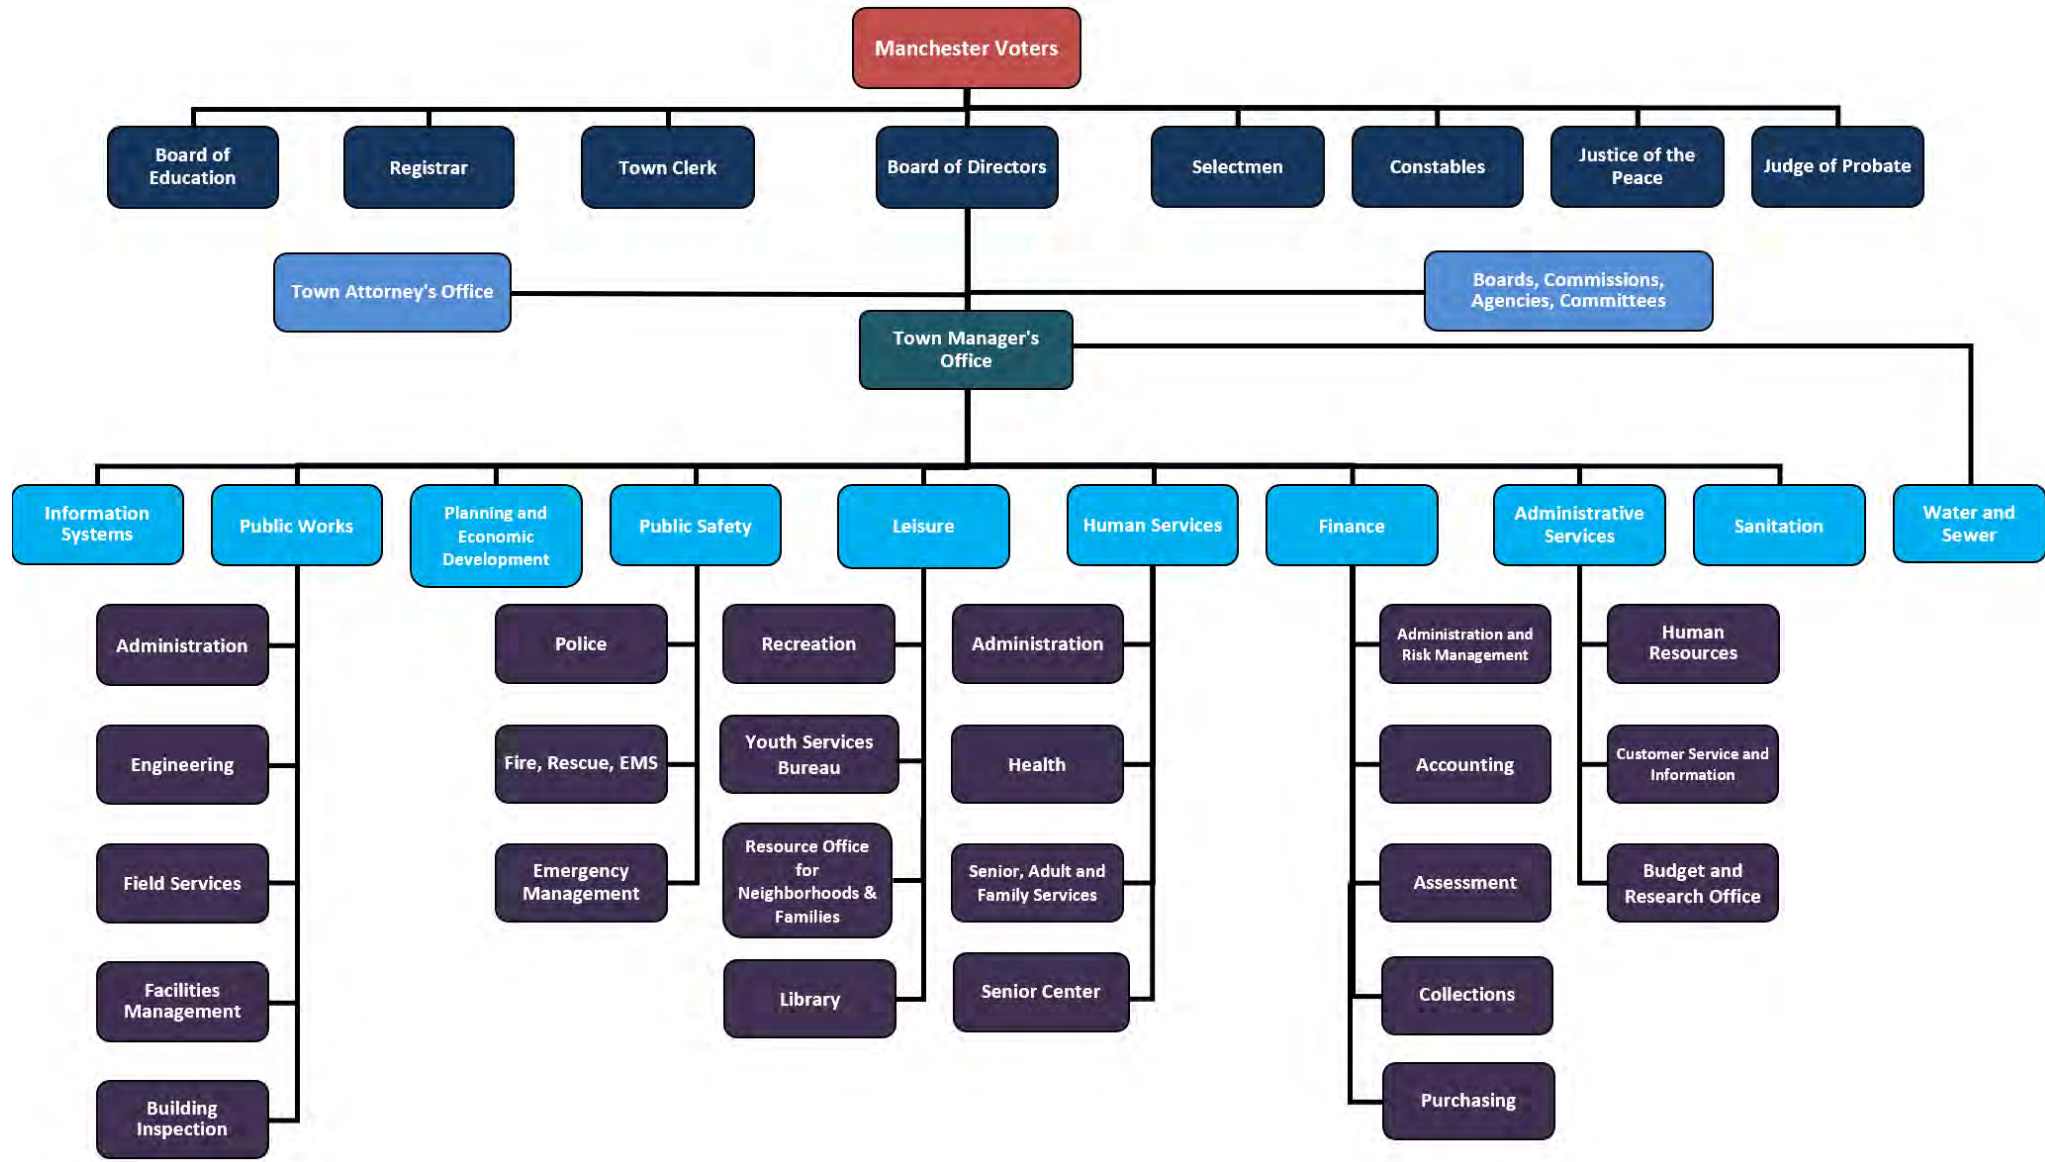 Manchester Voters
Board of
Education
Registrar
Town Clerk
Board of Directors
Selectmen
Constables
Justice of the
Peace
Judge of Probate
Town Attorney's Office
Boards, Commissions,
Agencies, Committees
Town Manager's
Office
Information
Systems
Public Works
Planning and
Economic
Development
Public Safety
Leisure
Human Services
Finance
Administrative
Services
Sanitation
Water and
Sewer
Administration
Engineering
Field Services
Facilities
Management
Building
Inspection
Police
Fire, Rescue, EMS
Emergency
Management
Recreation
Youth Services
Bureau
Resource Office
for
Neighborhoods &
Families
Library
Administration
Health
Senior, Adult and
Family Services
Senior Center
Administration and
Risk Management
Accounting
Assessment
Collections
Purchasing
Human
Resources
Customer Service and
Information
Budget and
Research Office